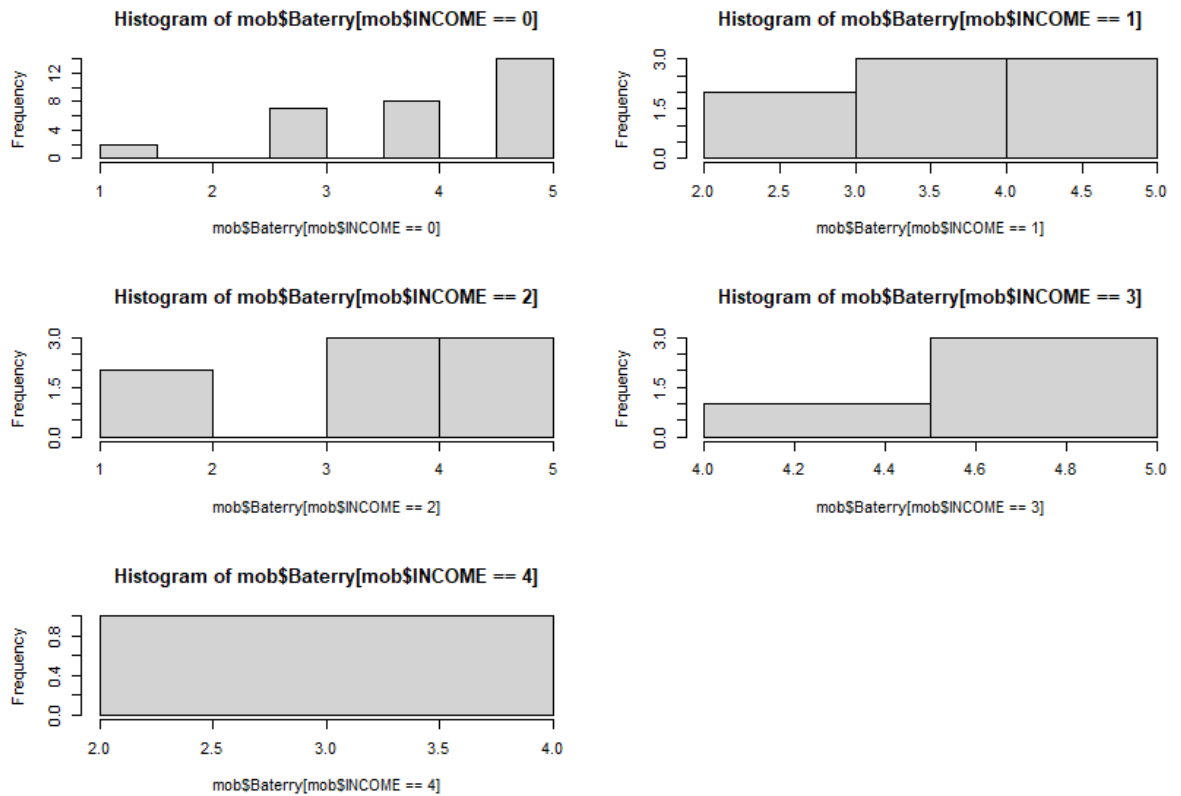 Histogram of mob$Baterry[mob$INCOME == 0]
Frequency
0 4 8 12
1 2 3 4 5
mob$Baterry[mob$INCOME == 0]
Histogram of mob$Baterry[mob$INCOME == 1]
Frequency
0.0 1.5 3.0
2.0 2.5 3.0 3.5 4.0 4.5 5.0
mob$Baterry[mob$INCOME == 1]
Histogram of mob$Baterry[mob$INCOME == 2]
Frequency
0.0 1.5 3.0
1 2 3 4 5
mob$Baterry[mob$INCOME == 2]
Histogram of mob$Baterry[mob$INCOME == 3]
Frequency
0.0 1.5 3.0
4.0 4.2 4.4 4.6 4.8 5.0
mob$Baterry[mob$INCOME == 3]
Histogram of mob$Baterry[mob$INCOME == 4]
Frequency
0.0 0.4 0.8
2.0 2.5 3.0 3.5 4.0
mob$Baterry[mob$INCOME == 4]